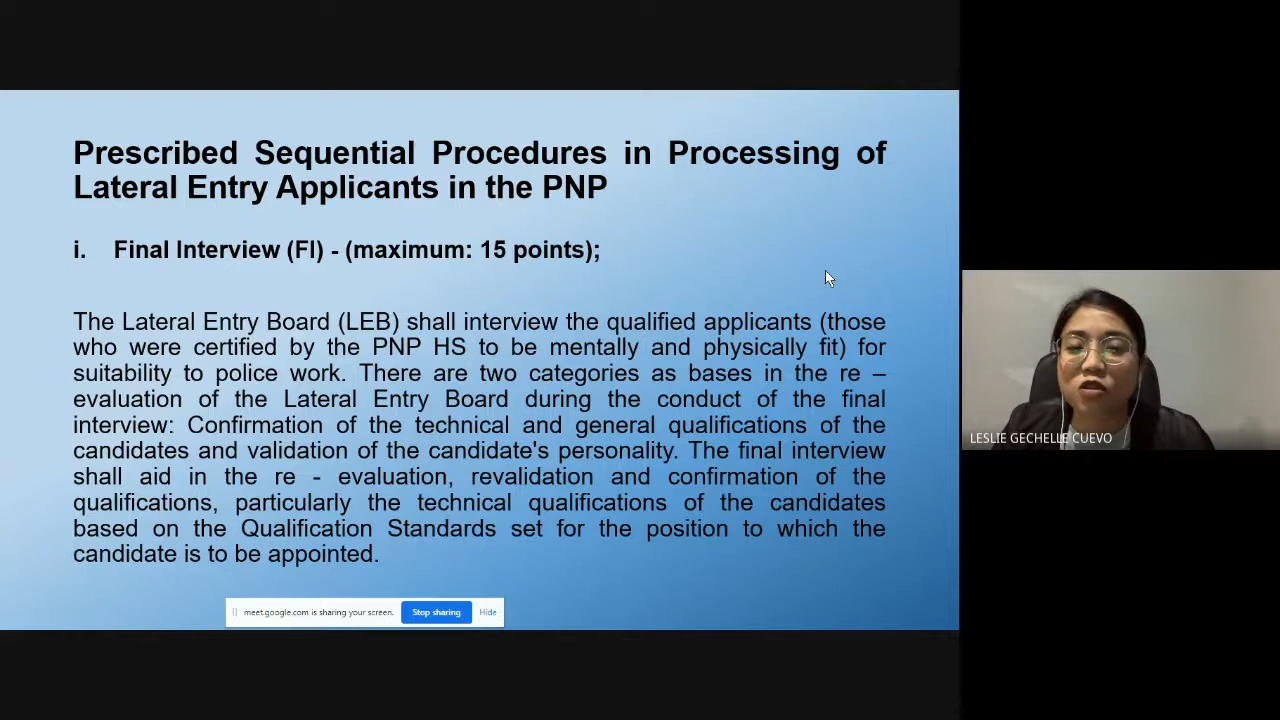 Prescribed Sequential Procedures in Processing of
Lateral Entry Applicants in the PNP
i. Final Interview (FI) - (maximum: 15 points);
The Lateral Entry Board (LEB) shall interview the qualified applicants (those
who were certified by the PNP HS to be mentally and physically fit) for
suitability to police work. There are two categories as bases in the re –
evaluation of the Lateral Entry Board during the conduct of the final
interview: Confirmation of the technical and general qualifications of the
candidates and validation of the candidate's personality. The final interview
shall aid in the re - evaluation, revalidation and confirmation of the
qualifications, particularly the technical qualifications of the candidates
based on the Qualification Standards set for the position to which the
candidate is to be appointed.
meet.google.com is sharing your screen. Stop sharing Hide
LESLIE GECHELLE CUEVO